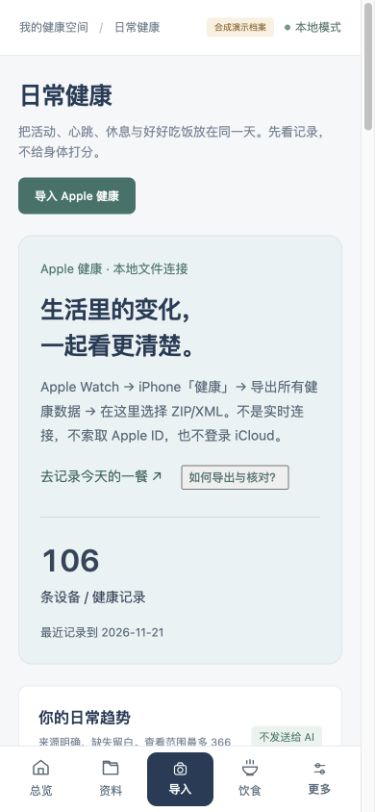 我的健康空间 / 日常健康
合成演示档案
本地模式
日常健康
把活动、心跳、休息与好好吃饭放在同一天。先看记录，
不给身体打分。
导入 Apple 健康
Apple 健康 · 本地文件连接
生活里的变化，
一起看更清楚。
Apple Watch → iPhone「健康」→ 导出所有健
康数据 → 在这里选择 ZIP/XML。不是实时连
接，不索取 Apple ID，也不登录 iCloud。
去记录今天的一餐 ↗
如何导出与核对？
106
条设备 / 健康记录
最近记录到 2026-11-21
你的日常趋势
来源明确，缺失留白。查看范围最多 366
不发送给 AI
总览
资料
导入
饮食
更多